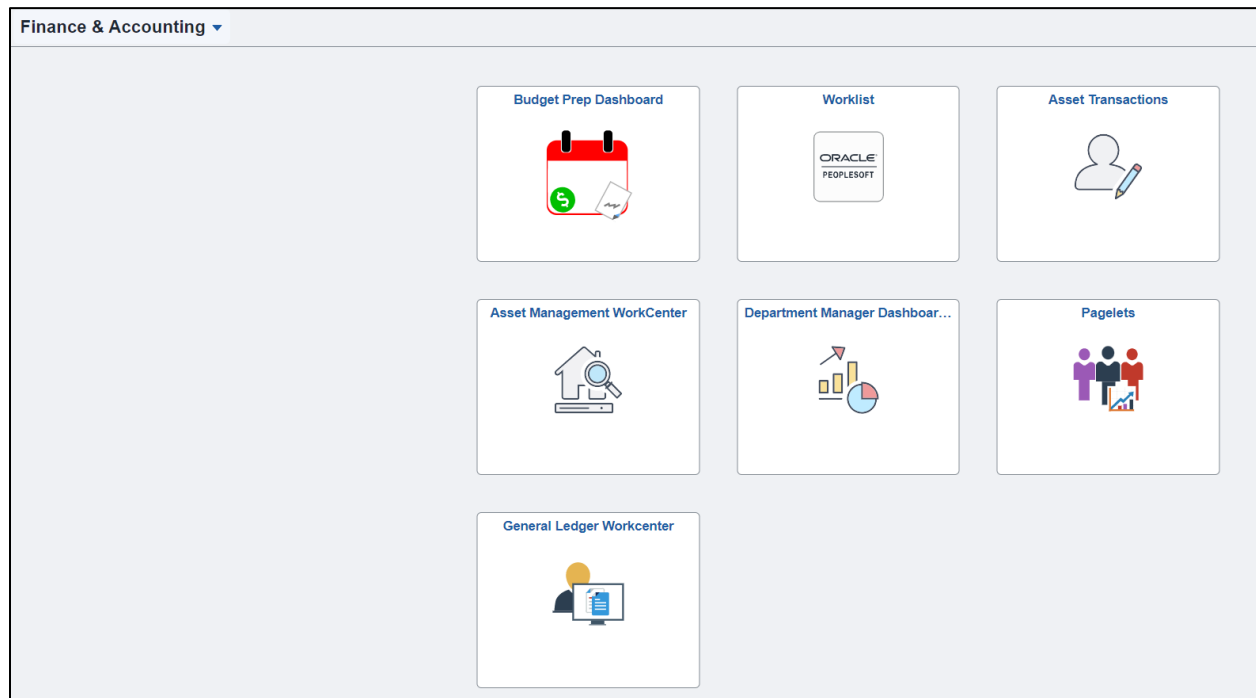 Finance & Accounting
Budget Prep Dashboard
Worklist
Asset Transactions
ORACLE
PEOPLESOFT
Asset Management WorkCenter
Department Manager Dashboar...
Pagelets
General Ledger Workcenter